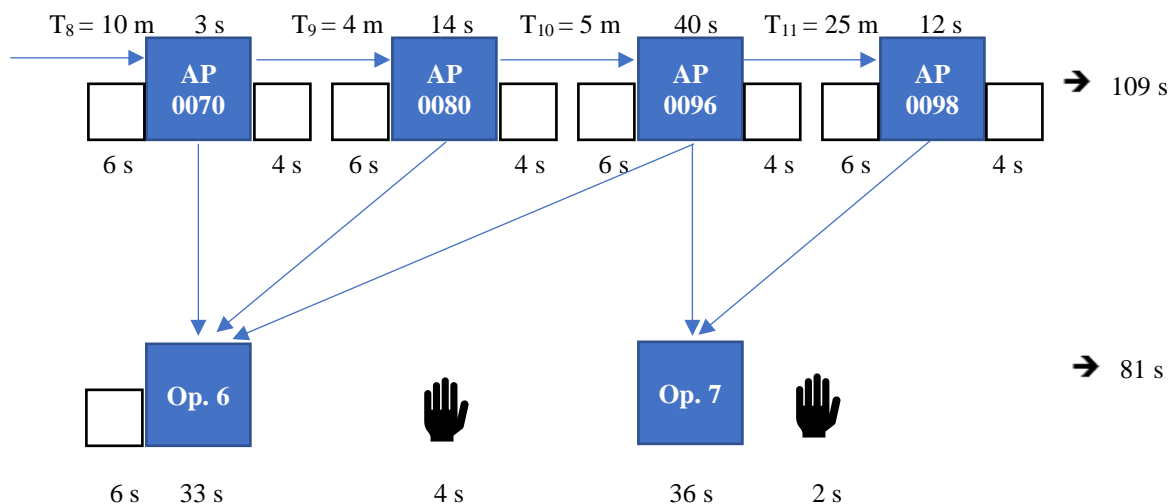 T₈ = 10 m 3 s T₉ = 4 m 14 s T₁₀ = 5 m 40 s T₁₁ = 25 m 12 s
AP 0070
AP 0080
AP 0096
AP 0098
➔ 109 s
6 s 4 s 6 s 4 s 6 s 4 s 6 s 4 s
Op. 6 Op. 7 ➔ 81 s
6 s 33 s 4 s 36 s 2 s